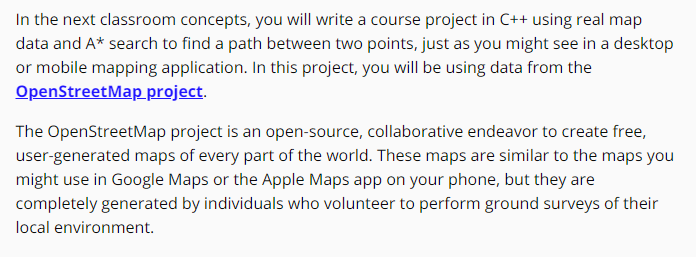 In the next classroom concepts, you will write a course project in C++ using real map
data and A* search to find a path between two points, just as you might see in a desktop
or mobile mapping application. In this project, you will be using data from the
OpenStreetMap project.
The OpenStreetMap project is an open-source, collaborative endeavor to create free,
user-generated maps of every part of the world. These maps are similar to the maps you
might use in Google Maps or the Apple Maps app on your phone, but they are
completely generated by individuals who volunteer to perform ground surveys of their
local environment.